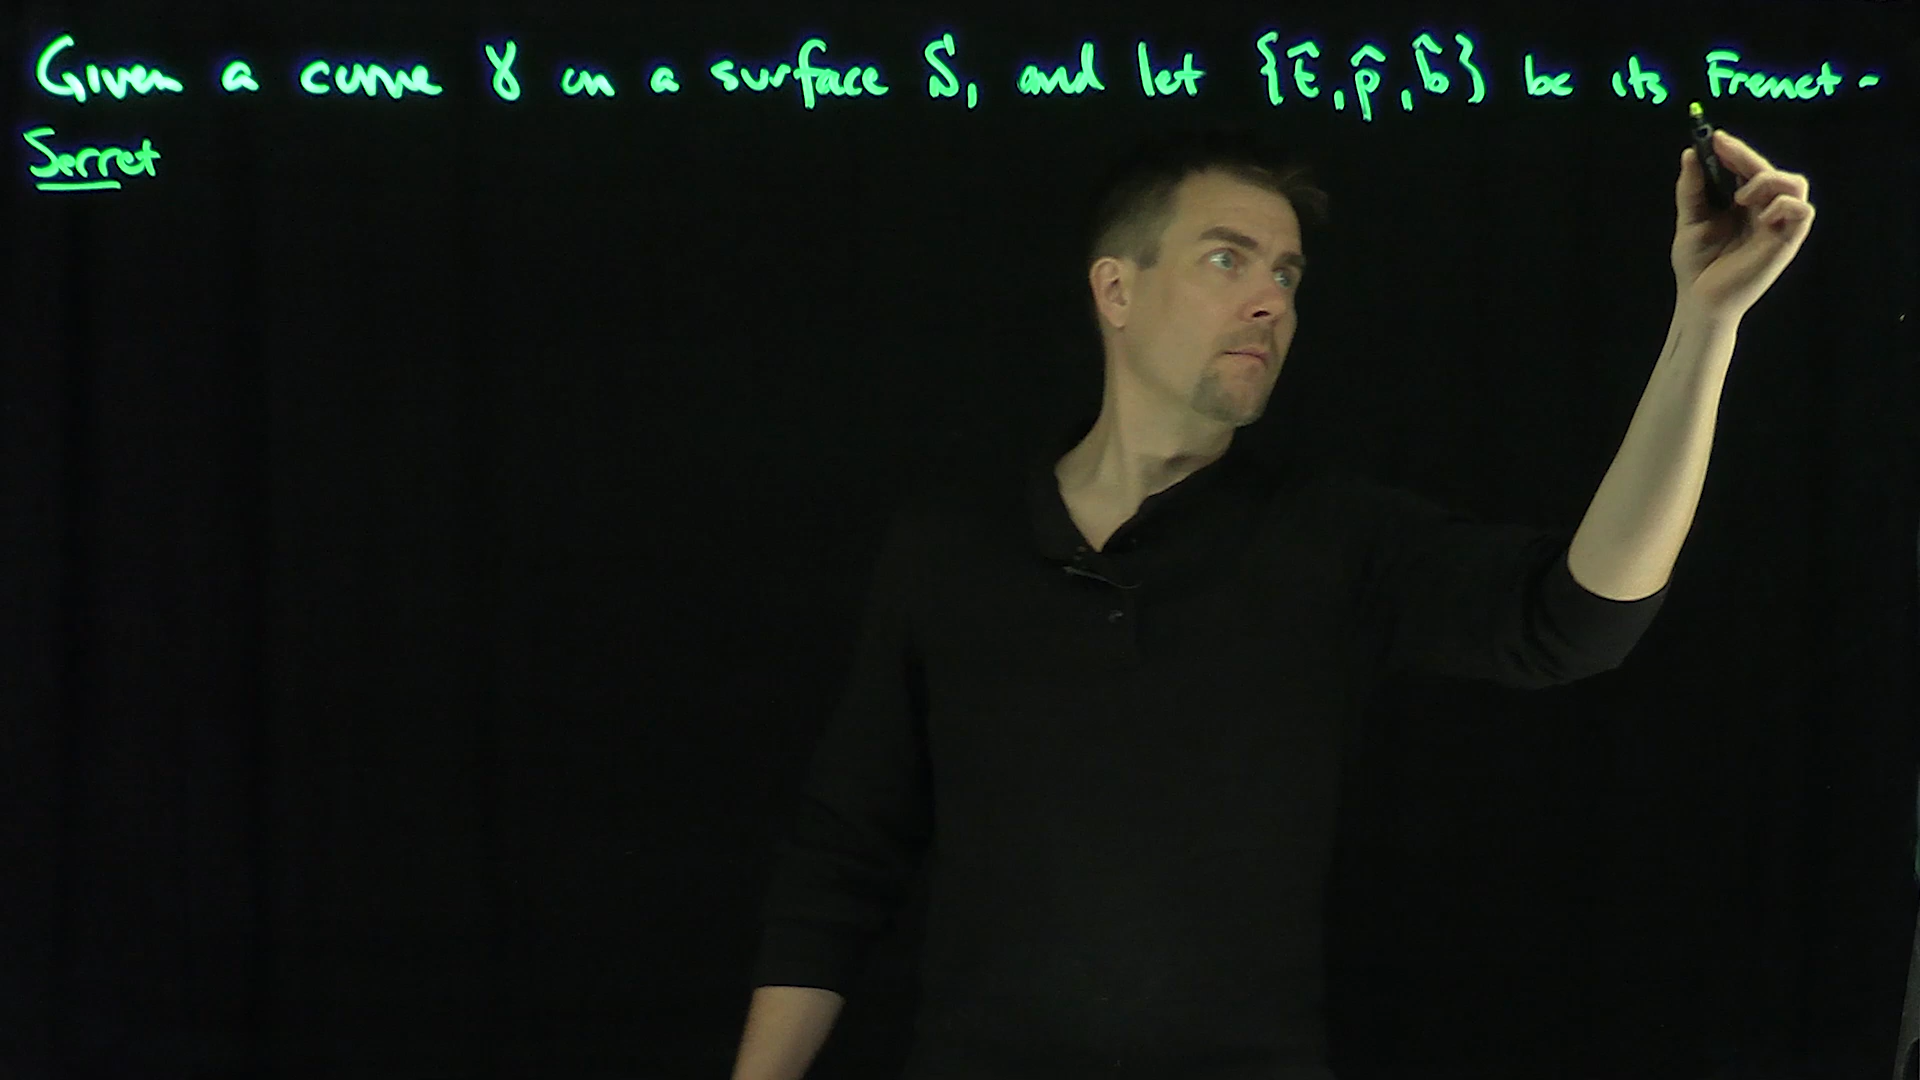 Given a curve γ on a surface S, and let {t̂, p̂, b̂} be its Frenet-
Serret